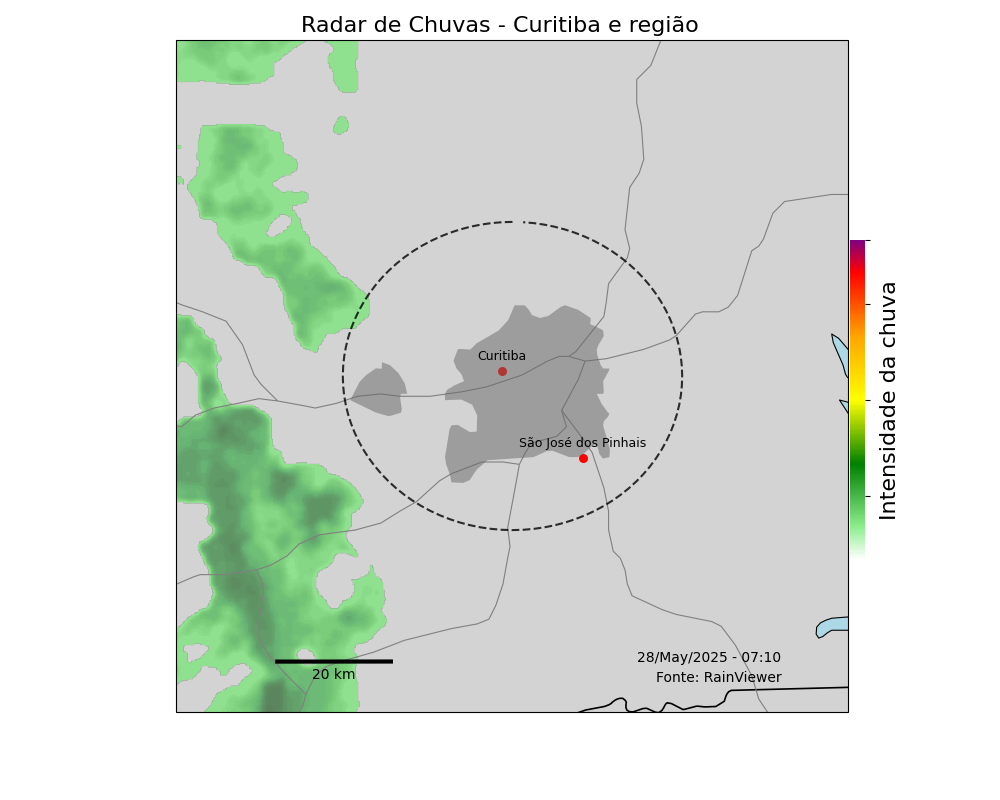 Radar de Chuvas - Curitiba e região
Curitiba
São José dos Pinhais
Intensidade da chuva
28/May/2025 - 07:10
Fonte: RainViewer
20 km